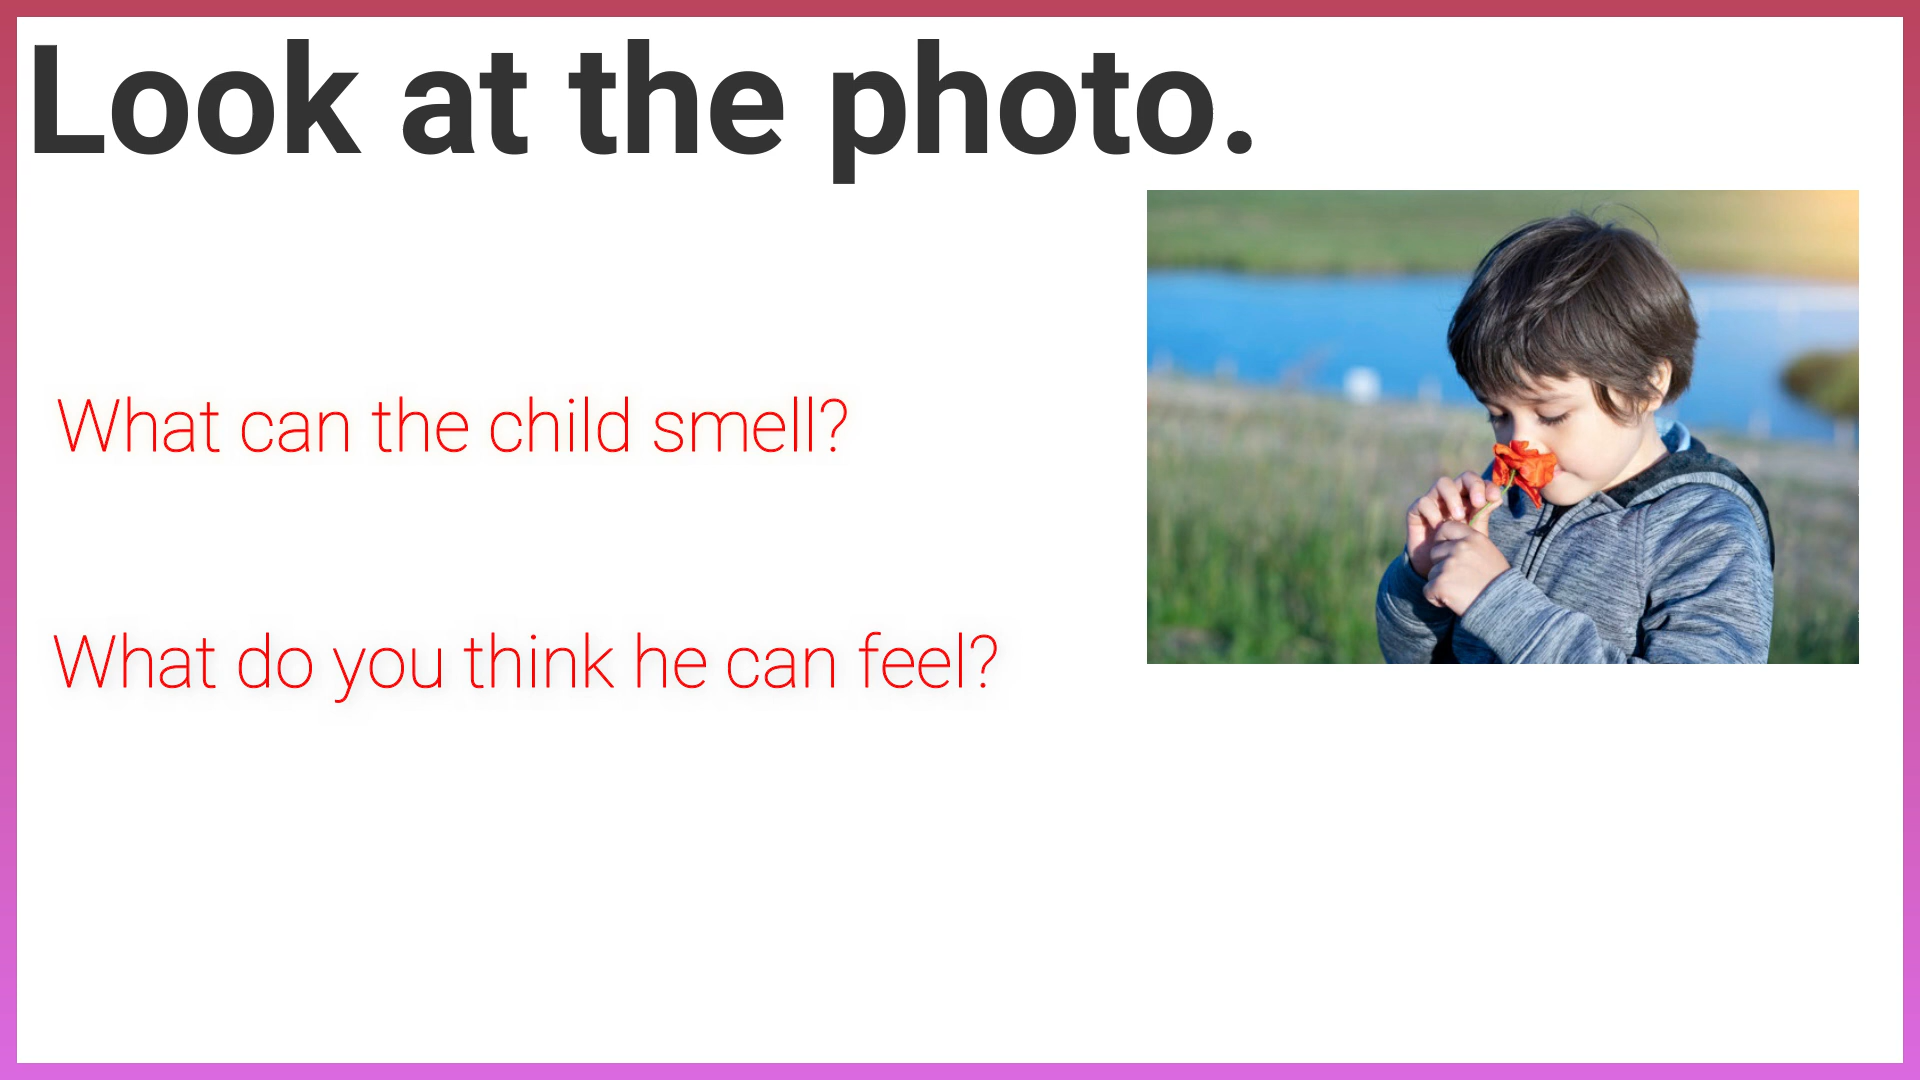 Look at the photo.
What can the child smell?
What do you think he can feel?